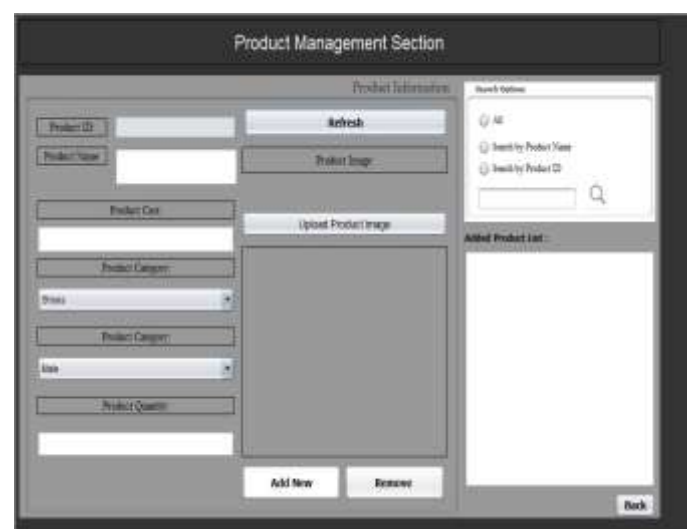 Product Management Section
Product Information
Product ID
Product Name
Product Cost
Product Category
Product Category
Product Quantity
Refresh
Product Image
Upload Product Image
Add New
Remove
Search Options
All
Search by Product Name
Search by Product ID
Added Product List :
Back